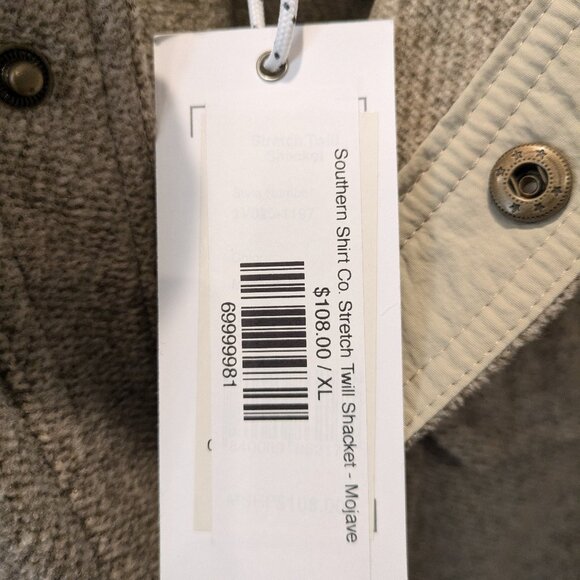 Southern Shirt Co. Stretch Twill Shacket - Mojave
$108.00 / XL
69999981